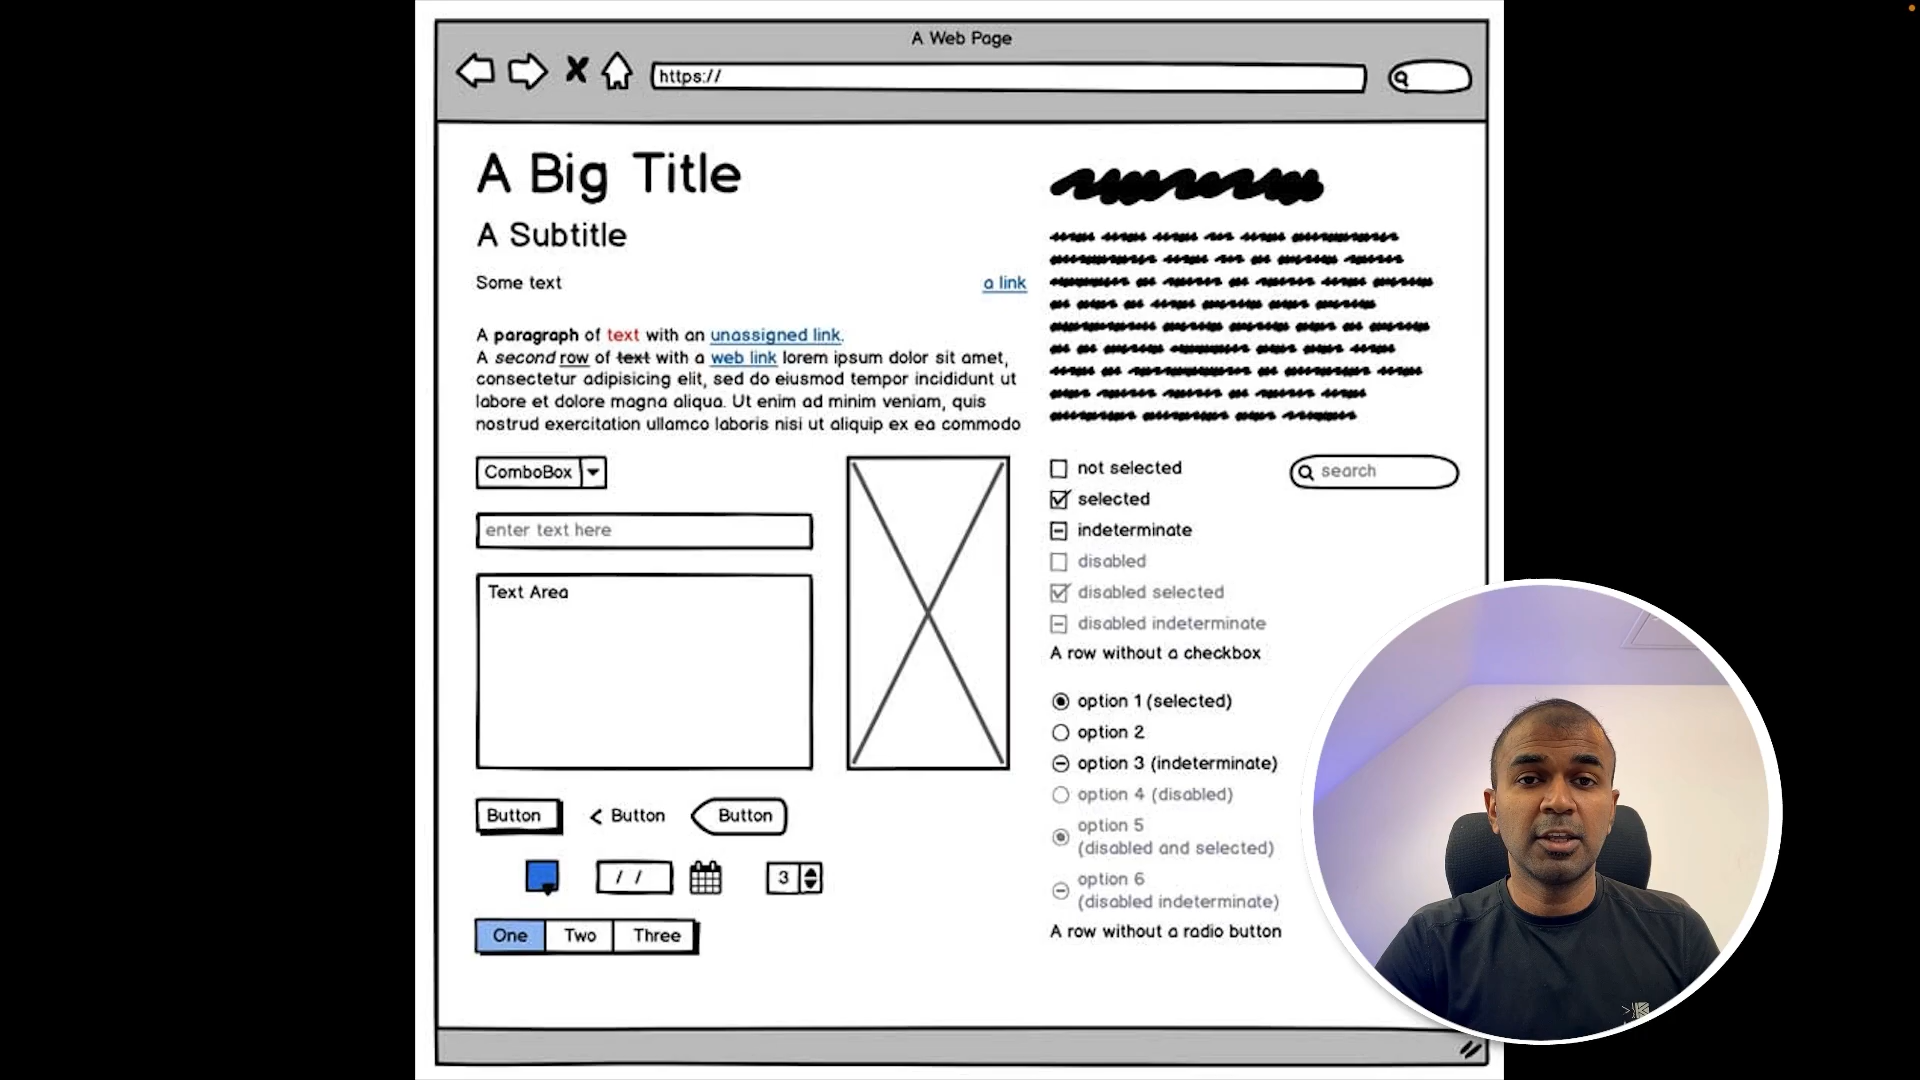 A Web Page
https://
A Big Title
A Subtitle
Some text
a link
A paragraph of text with an unassigned link.
A second row of text with a web link lorem ipsum dolor sit amet,
consectetur adipisicing elit, sed do eiusmod tempor incididunt ut
labore et dolore magna aliqua. Ut enim ad minim veniam, quis
nostrud exercitation ullamco laboris nisi ut aliquip ex ea commodo
ComboBox
enter text here
Text Area
Button
< Button
Button
/ /
3
One
Two
Three
not selected
search
selected
indeterminate
disabled
disabled selected
disabled indeterminate
A row without a checkbox
option 1 (selected)
option 2
option 3 (indeterminate)
option 4 (disabled)
option 5
(disabled and selected)
option 6
(disabled indeterminate)
A row without a radio button